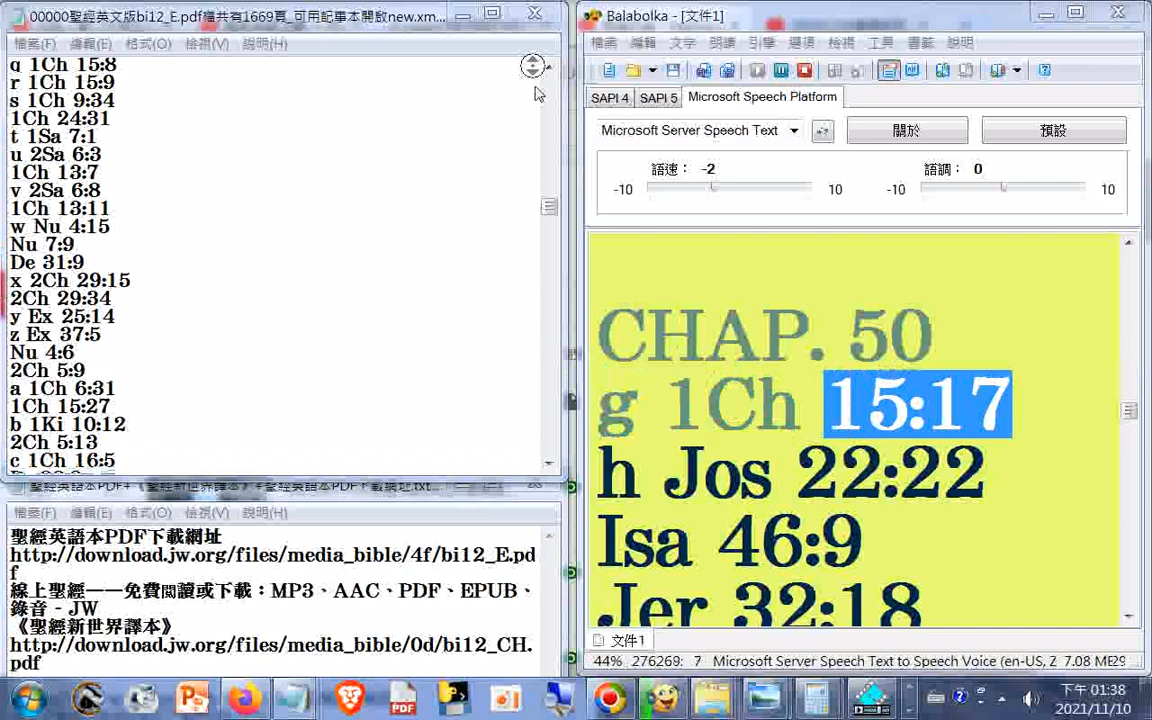 00000聖經英文版bi12_E.pdf檔共有1669頁_可用記事本開啟new.xm...
檔案(F) 編輯(E) 格式(O) 檢視(V) 說明(H)
q 1Ch 15:8
r 1Ch 15:9
s 1Ch 9:34
1Ch 24:31
t 1Sa 7:1
u 2Sa 6:3
1Ch 13:7
v 2Sa 6:8
1Ch 13:11
w Nu 4:15
Nu 7:9
De 31:9
x 2Ch 29:15
2Ch 29:34
y Ex 25:14
z Ex 37:5
Nu 4:6
2Ch 5:9
a 1Ch 6:31
1Ch 15:27
b 1Ki 10:12
2Ch 5:13
c 1Ch 16:5
檔案(F) 編輯(E) 格式(O) 檢視(V) 說明(H)
聖經英語本PDF下載網址
http://download.jw.org/files/media_bible/4f/bi12_E.pd
f
線上聖經——免費閱讀或下載：MP3、AAC、PDF、EPUB、
錄音 - JW
《聖經新世界譯本》
http://download.jw.org/files/media_bible/0d/bi12_CH.
pdf
Balabolka - [文件1]
檔案 編輯 文字 朗讀 引擎 選項 檢視 工具 書籤 說明
SAPI 4 SAPI 5 Microsoft Speech Platform
Microsoft Server Speech Text 關於 預設
語速： -2 語調： 0
-10 10 -10 10
CHAP. 50
g 1Ch 15:17
h Jos 22:22
Isa 46:9
Jer 32:18
文件1
44% 276269: 7 Microsoft Server Speech Text to Speech Voice (en-US, Z 7.08 ME29
PDF
下午 01:38
2021/11/10